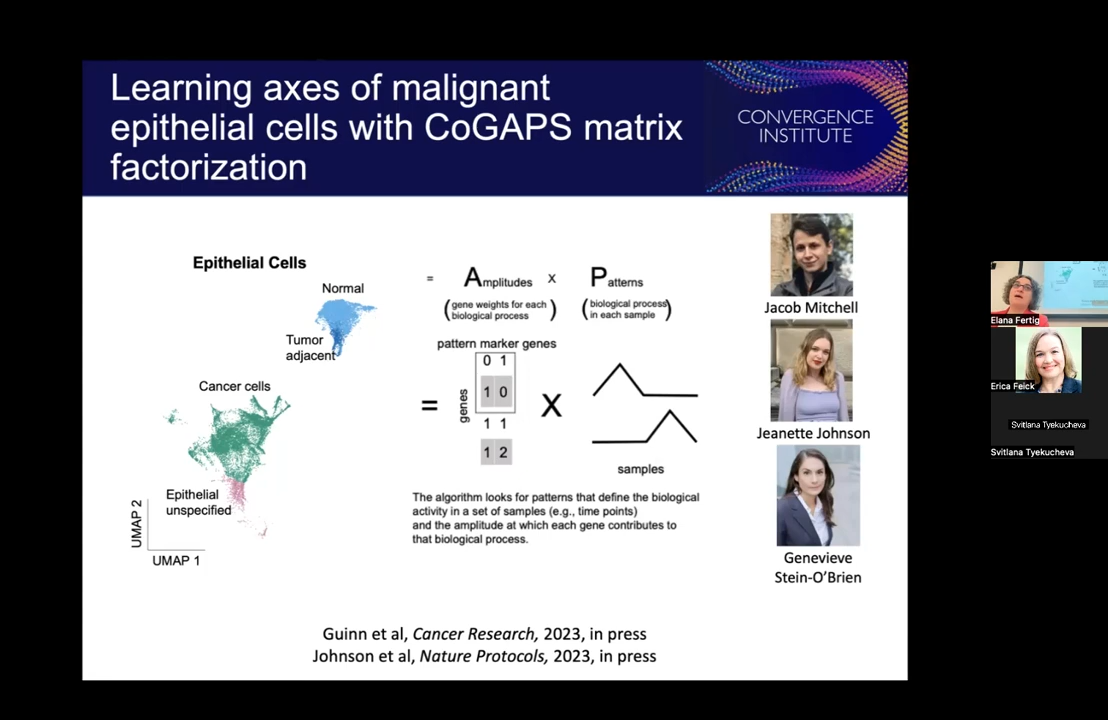 Learning axes of malignant
epithelial cells with CoGAPS matrix
factorization
CONVERGENCE
INSTITUTE
Epithelial Cells
Normal
Tumor
adjacent
Cancer cells
Epithelial
unspecified
UMAP 2
UMAP 1
= Amplitudes x Patterns
(gene weights for each
biological process)
(biological process
in each sample)
pattern marker genes
genes
0 1
1 0
1 1
1 2
= X
samples
The algorithm looks for patterns that define the biological
activity in a set of samples (e.g., time points)
and the amplitude at which each gene contributes to
that biological process.
Jacob Mitchell
Jeanette Johnson
Genevieve
Stein-O’Brien
Guinn et al, Cancer Research, 2023, in press
Johnson et al, Nature Protocols, 2023, in press
Elana Fertig
Erica Feick
Svitlana Tyekucheva
Svitlana Tyekucheva